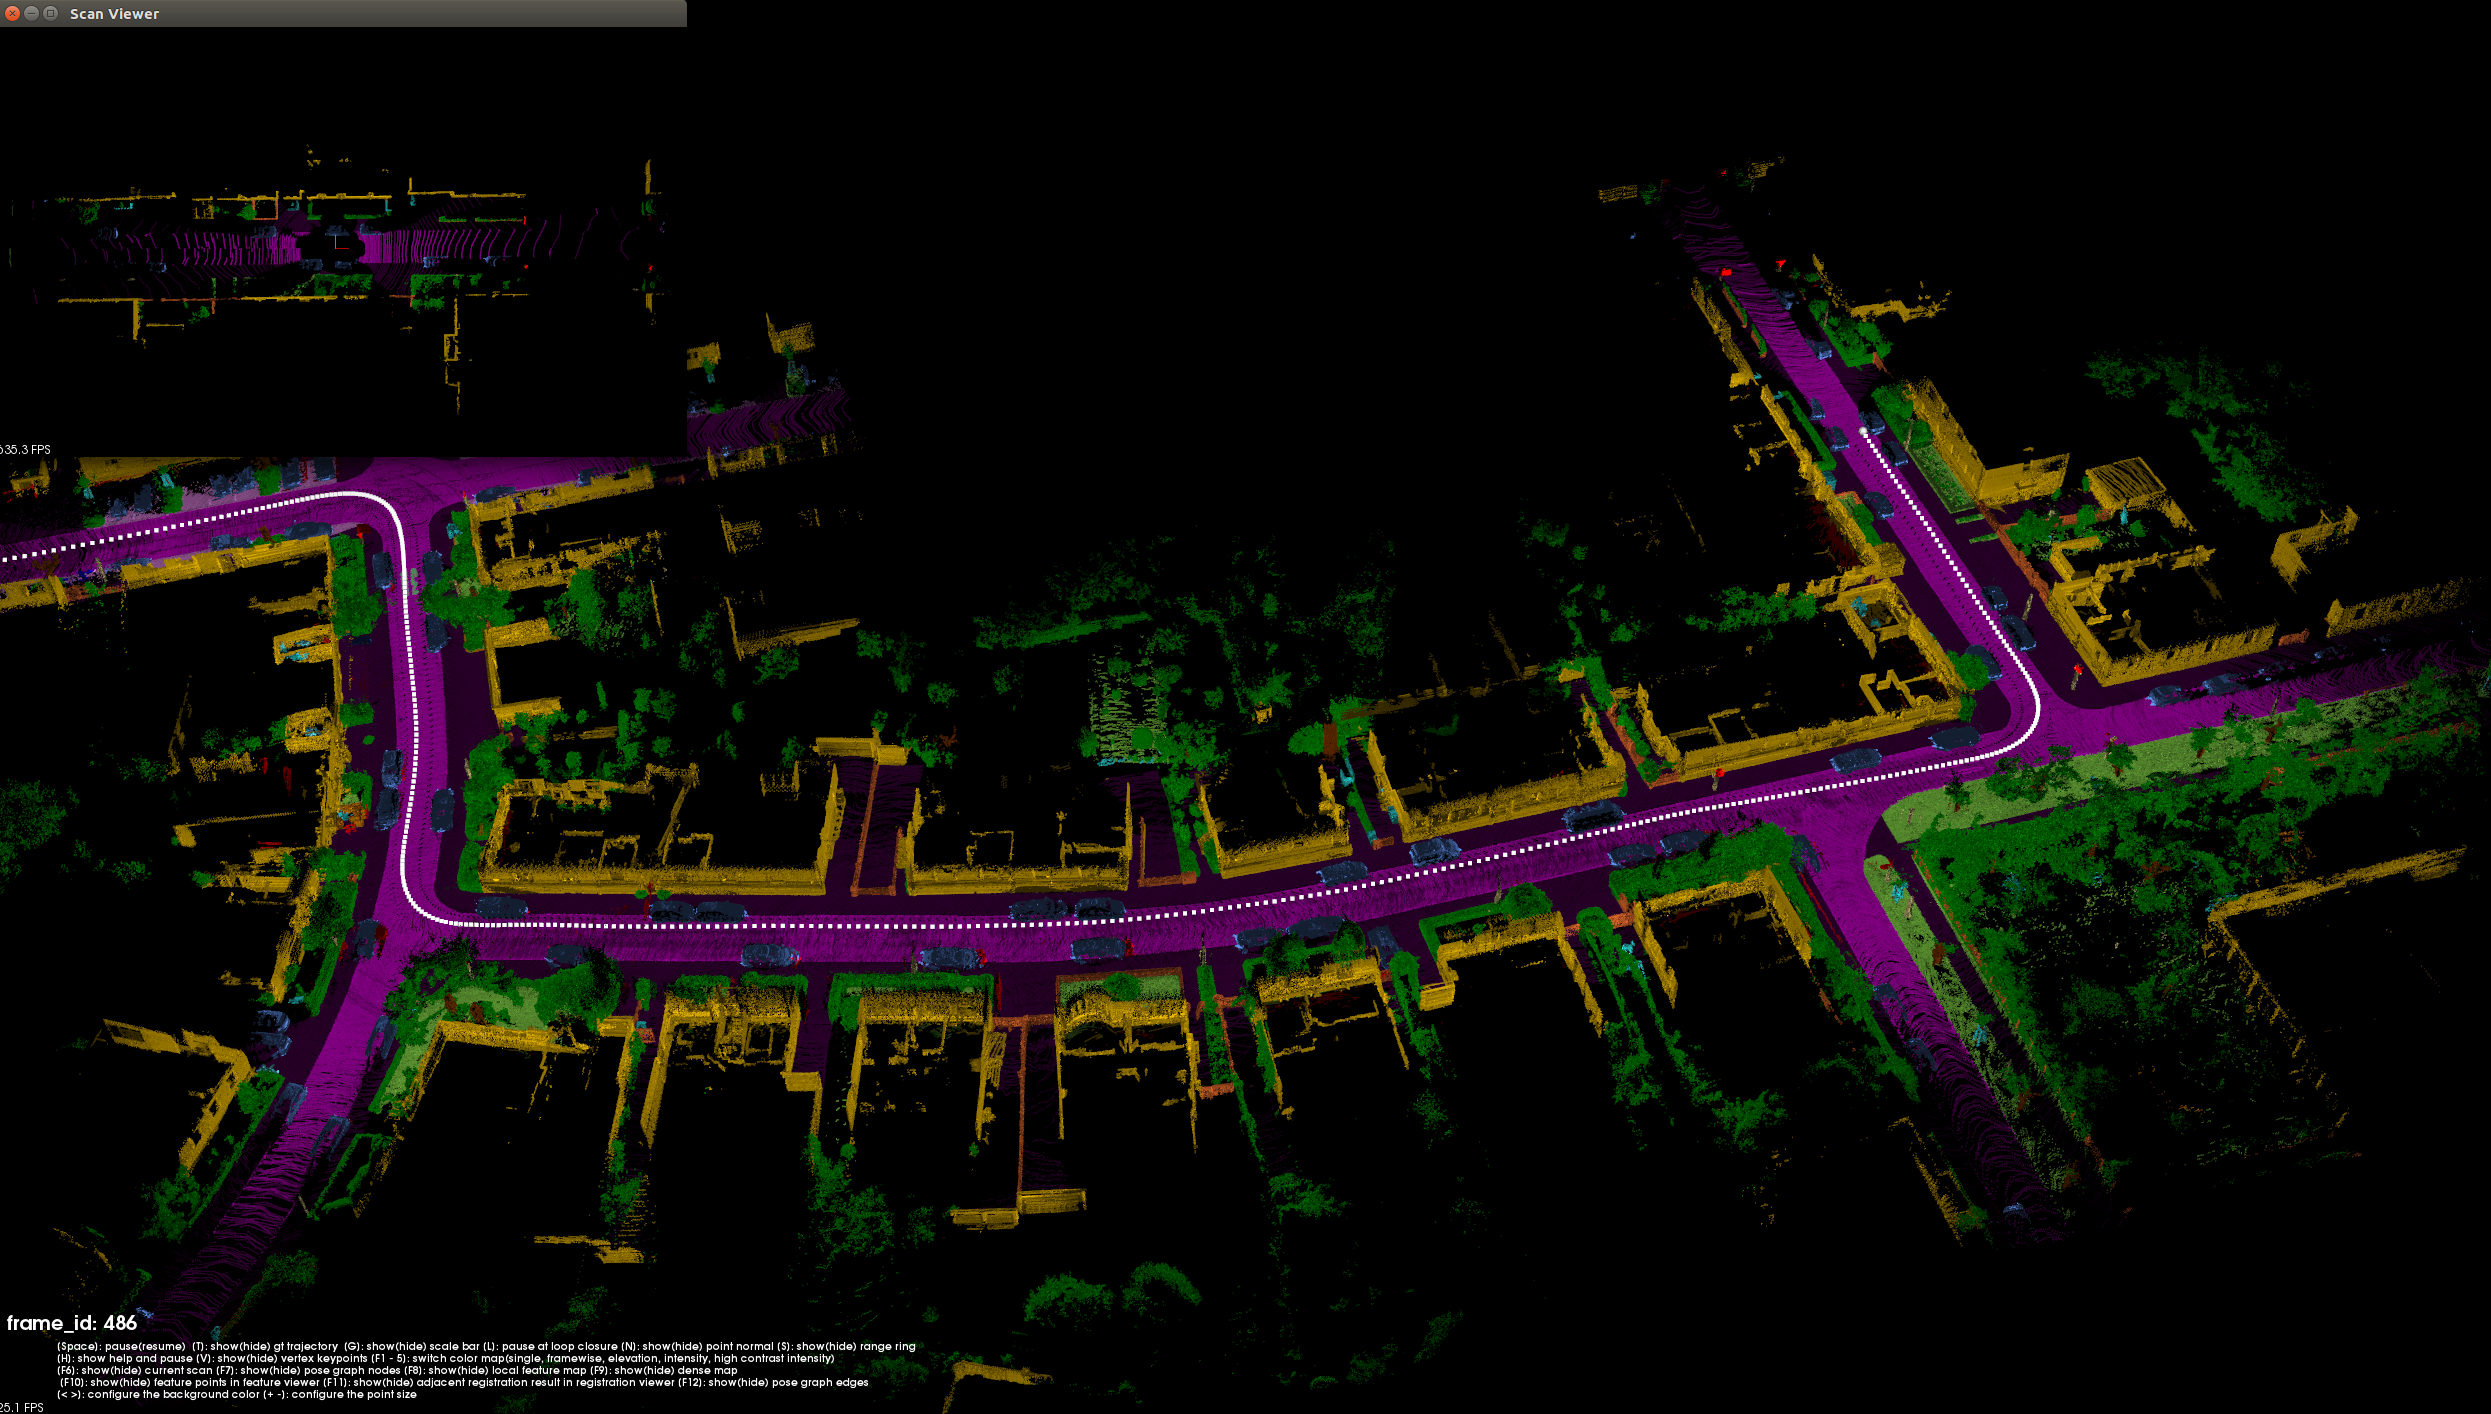 Scan Viewer
635.3 FPS
frame_id: 486
(Space): pause(resume)  (T): show(hide) gt trajectory  (G): show(hide) scale bar (L): pause at loop closure (N): show(hide) point normal (S): show(hide) range ring
(H): show help and pause (V): show(hide) vertex keypoints (F1 - 5): switch color map(single, framewise, elevation, intensity, high contrast intensity)
(F6): show(hide) current scan (F7): show(hide) pose graph nodes (F8): show(hide) local feature map (F9): show(hide) dense map
(F10): show(hide) feature points in feature viewer (F11): show(hide) adjacent registration result in registration viewer (F12): show(hide) pose graph edges
(< >): configure the background color (+ -): configure the point size
25.1 FPS